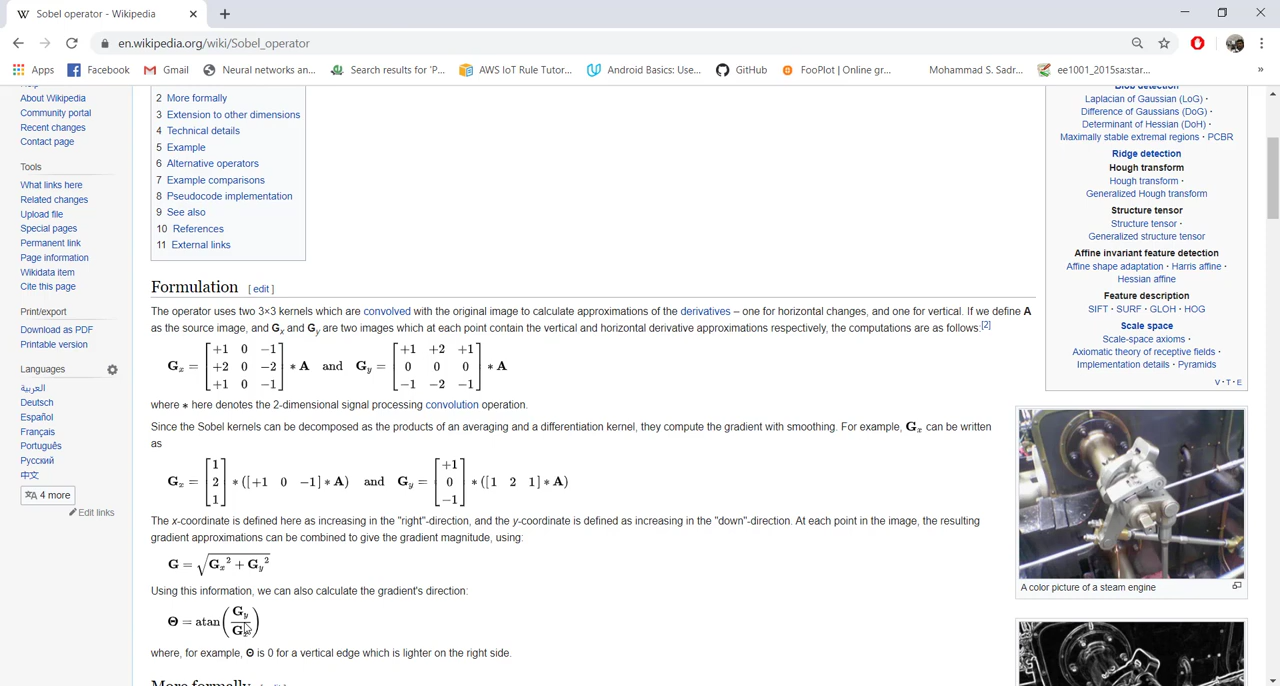 Sobel operator - Wikipedia
en.wikipedia.org/wiki/Sobel_operator
Apps Facebook Gmail Neural networks an... Search results for 'P... AWS IoT Rule Tutor... Android Basics: Use... GitHub FooPlot | Online gr... Mohammad S. Sadr... ee1001_2015sa:star... »
About Wikipedia
Community portal
Recent changes
Contact page
Tools
What links here
Related changes
Upload file
Special pages
Permanent link
Page information
Wikidata item
Cite this page
Print/export
Download as PDF
Printable version
Languages
العربية
Deutsch
Español
Français
Português
Русский
中文
4 more
Edit links
2 More formally
3 Extension to other dimensions
4 Technical details
5 Example
6 Alternative operators
7 Example comparisons
8 Pseudocode implementation
9 See also
10 References
11 External links
Formulation [ edit ]
The operator uses two 3×3 kernels which are convolved with the original image to calculate approximations of the derivatives – one for horizontal changes, and one for vertical. If we define A
as the source image, and Gx and Gy are two images which at each point contain the vertical and horizontal derivative approximations respectively, the computations are as follows:[2]
+1 0 −1 +1 +2 +1
Gx = +2 0 −2 * A and Gy = 0 0 0 * A
+1 0 −1 −1 −2 −1
where * here denotes the 2-dimensional signal processing convolution operation.
Since the Sobel kernels can be decomposed as the products of an averaging and a differentiation kernel, they compute the gradient with smoothing. For example, Gx can be written
as
1 +1
Gx = 2 * ([+1 0 −1] * A) and Gy = 0 * ([1 2 1] * A)
1 −1
The x-coordinate is defined here as increasing in the "right"-direction, and the y-coordinate is defined as increasing in the "down"-direction. At each point in the image, the resulting
gradient approximations can be combined to give the gradient magnitude, using:
G = √Gx² + Gy²
Using this information, we can also calculate the gradient's direction:
Θ = atan(Gy/Gx)
where, for example, Θ is 0 for a vertical edge which is lighter on the right side.
More formally
Blob detection
Laplacian of Gaussian (LoG) ·
Difference of Gaussians (DoG) ·
Determinant of Hessian (DoH) ·
Maximally stable extremal regions · PCBR
Ridge detection
Hough transform
Hough transform ·
Generalized Hough transform
Structure tensor
Structure tensor ·
Generalized structure tensor
Affine invariant feature detection
Affine shape adaptation · Harris affine ·
Hessian affine
Feature description
SIFT · SURF · GLOH · HOG
Scale space
Scale-space axioms ·
Axiomatic theory of receptive fields ·
Implementation details · Pyramids
V · T · E
A color picture of a steam engine